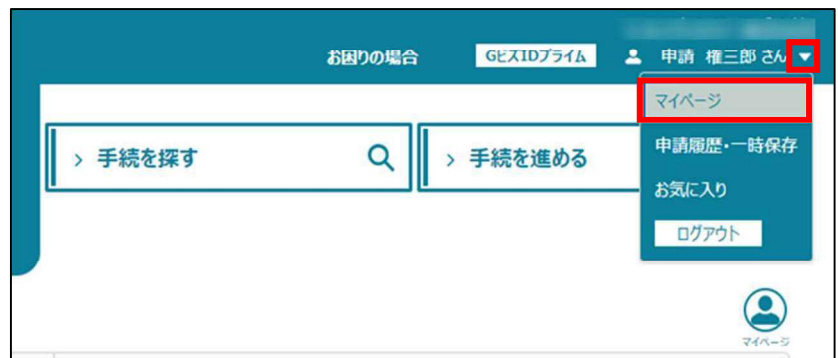 お困りの場合
GビズIDプライム
申請 権三郎 さん ▼
マイページ
申請履歴・一時保存
お気に入り
ログアウト
> 手続を探す
> 手続を進める
マイページ